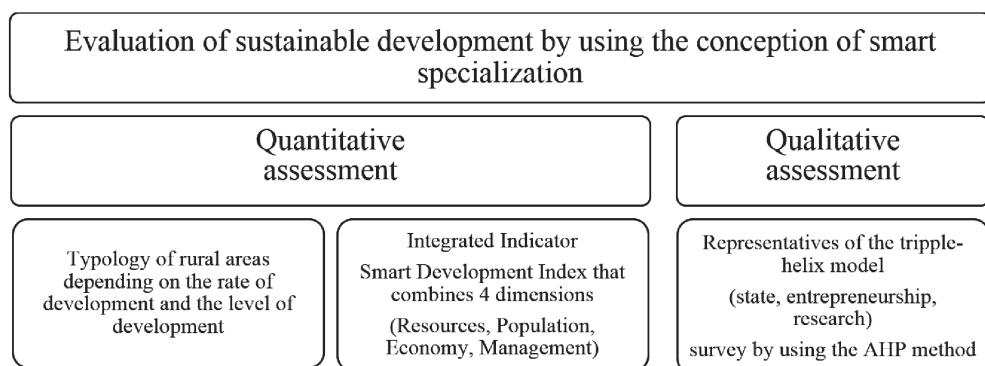 Evaluation of sustainable development by using the conception of smart
specialization
Quantitative
assessment
Qualitative
assessment
Typology of rural areas
depending on the rate of
development and the level of
development
Integrated Indicator
Smart Development Index that
combines 4 dimensions
(Resources, Population,
Economy, Management)
Representatives of the tripple-
helix model
(state, entrepreneurship,
research)
survey by using the AHP method